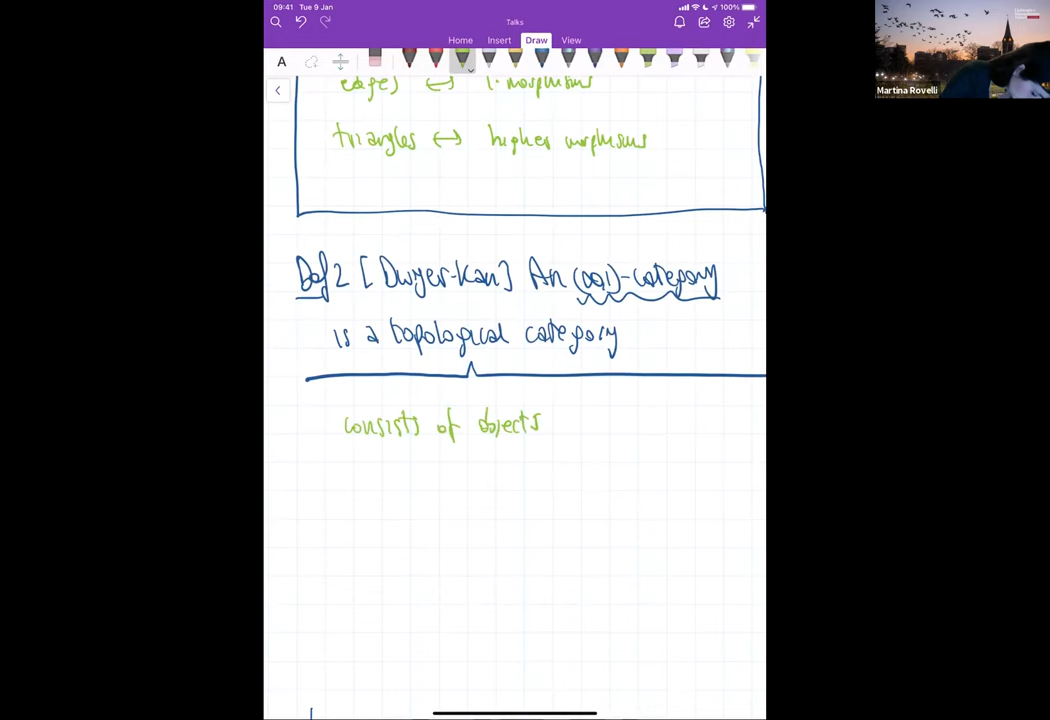 09:41 Tue 9 Jan
100%
Talks
Home Insert Draw View
A
edges ↔ 1-morphisms
triangles ↔ higher morphisms
Def 2 [Dwyer-Kan] An (∞,1)-category
is a topological category
consists of objects
Martina Rovelli